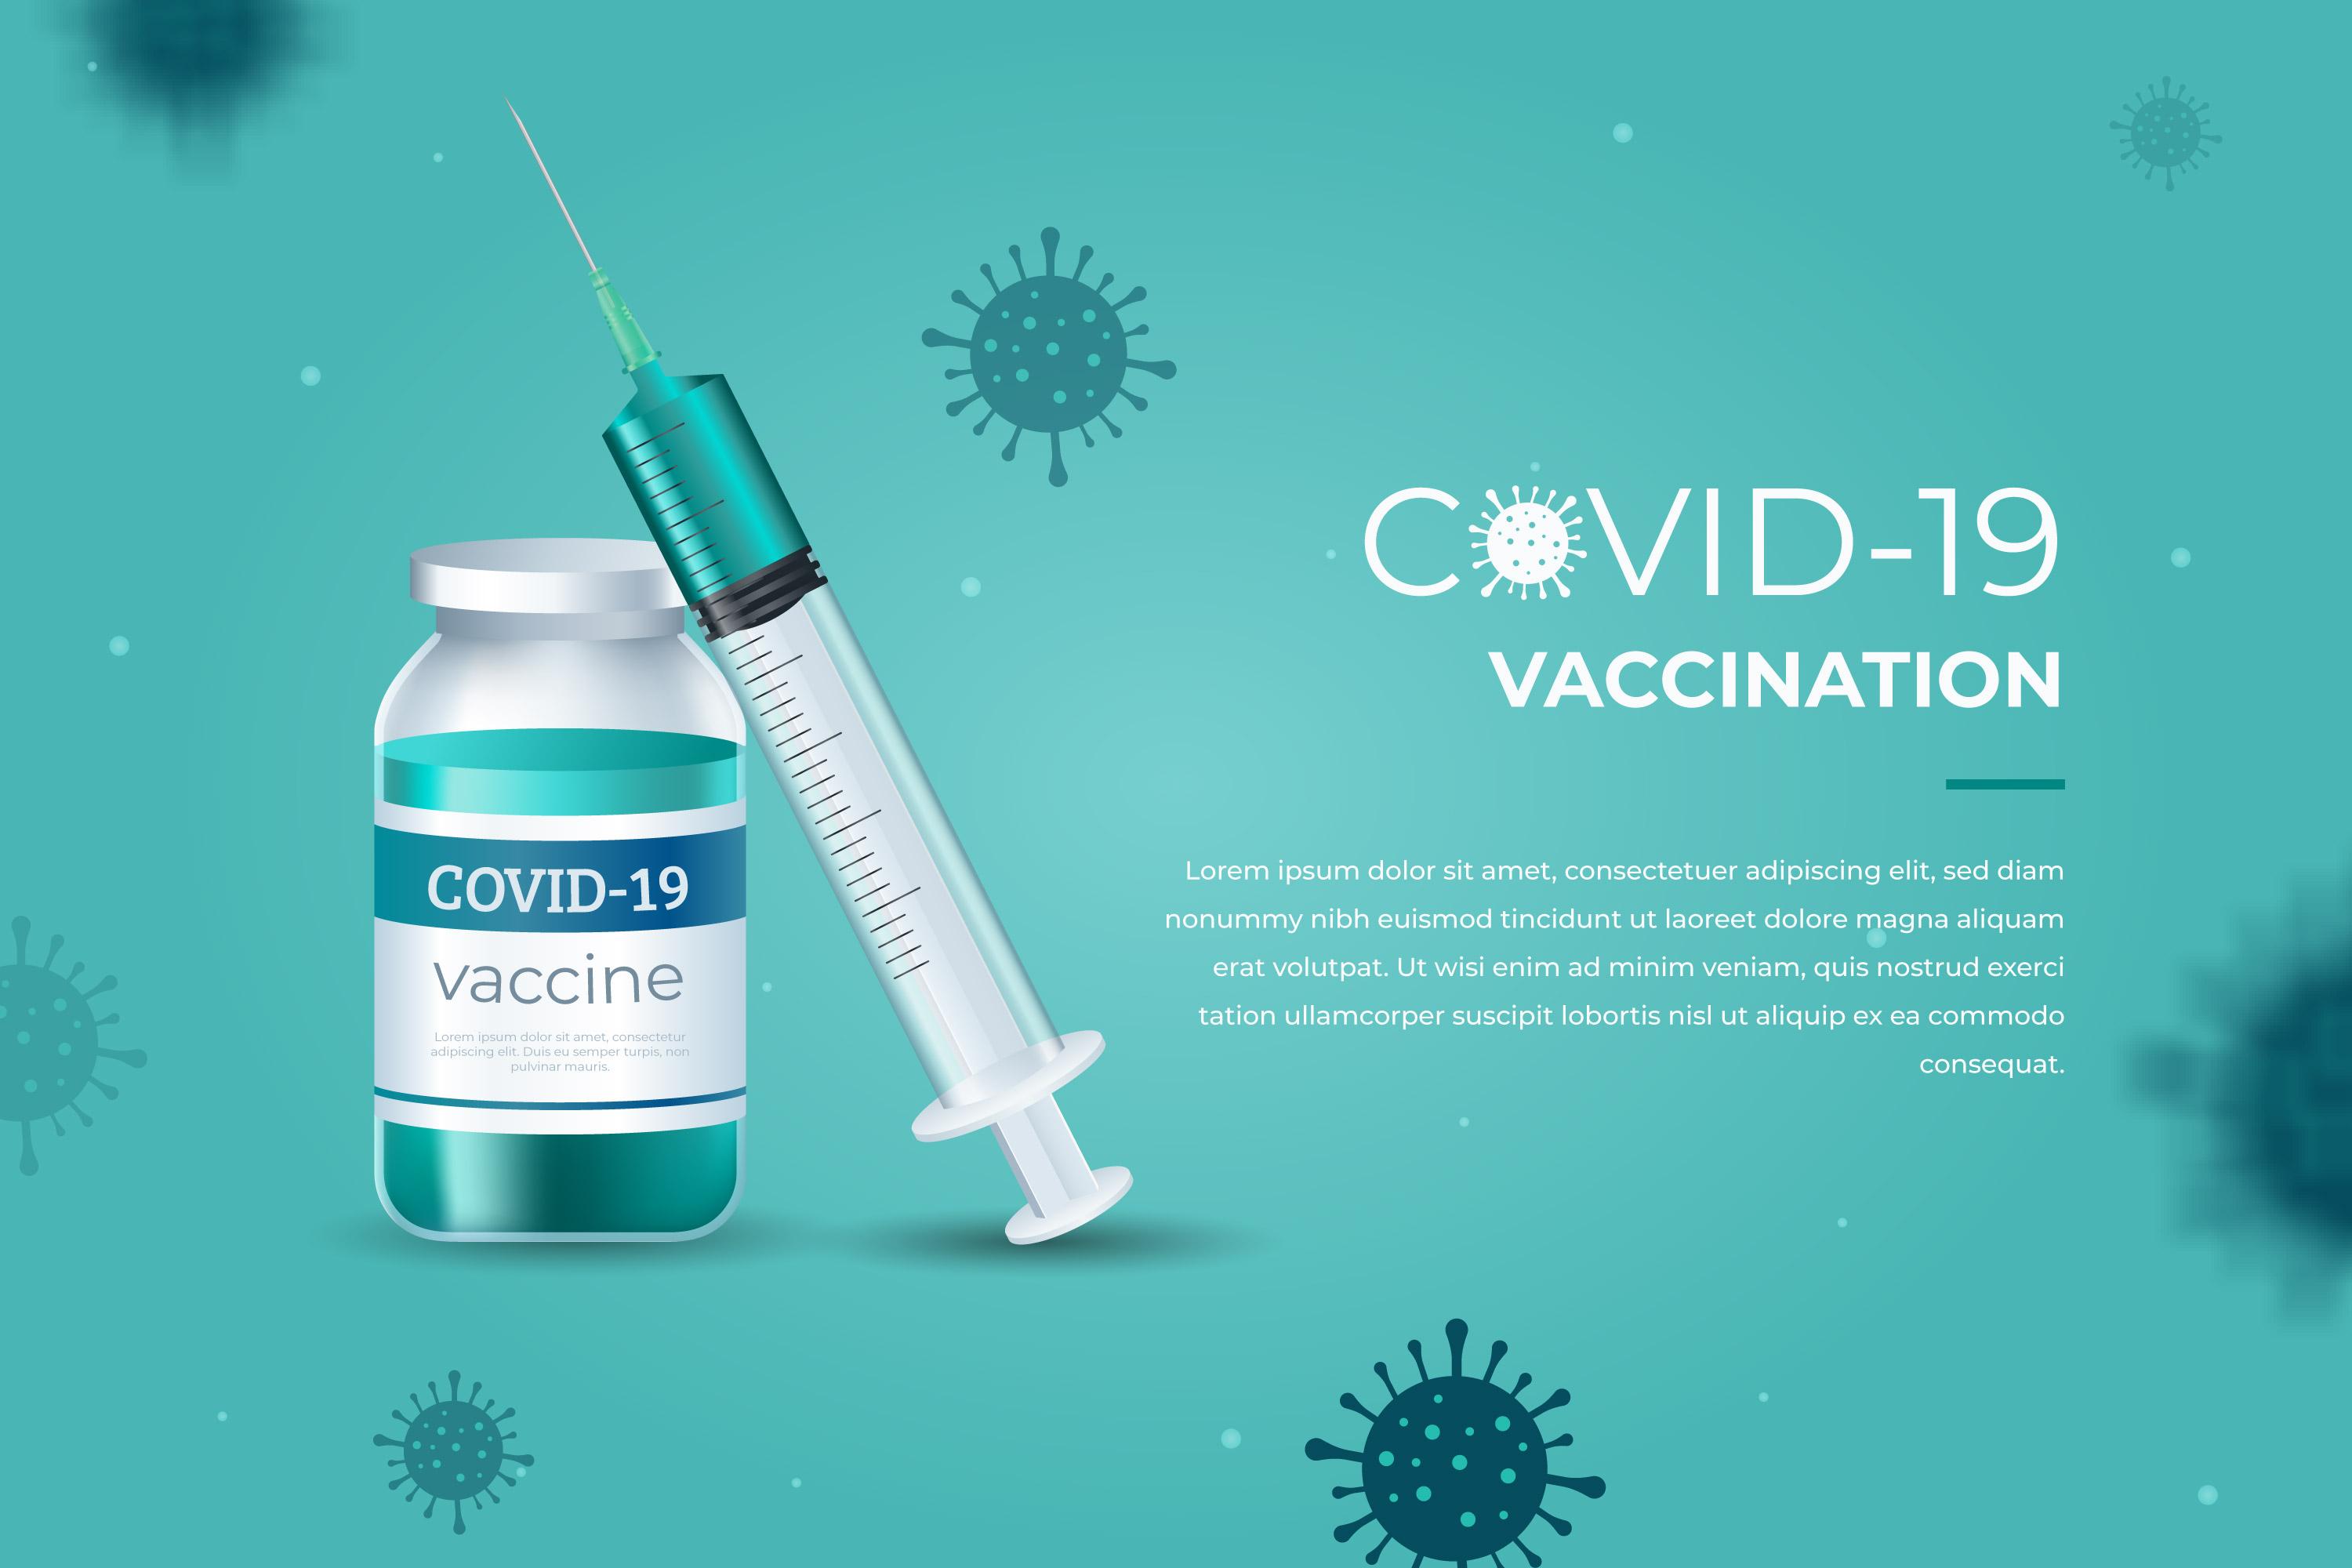 COVID-19
VACCINATION
Lorem ipsum dolor sit amet, consectetuer adipiscing elit, sed diam
nonummy nibh euismod tincidunt ut laoreet dolore magna aliquam
erat volutpat. Ut wisi enim ad minim veniam, quis nostrud exerci
tation ullamcorper suscipit lobortis nisl ut aliquip ex ea commodo
consequat.
COVID-19
vaccine
Lorem ipsum dolor sit amet, consectetur
adipiscing elit. Duis eu semper turpis, non
pulvinar mauris.